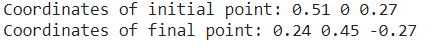 Coordinates of initial point: 0.51 0 0.27
Coordinates of final point: 0.24 0.45 -0.27